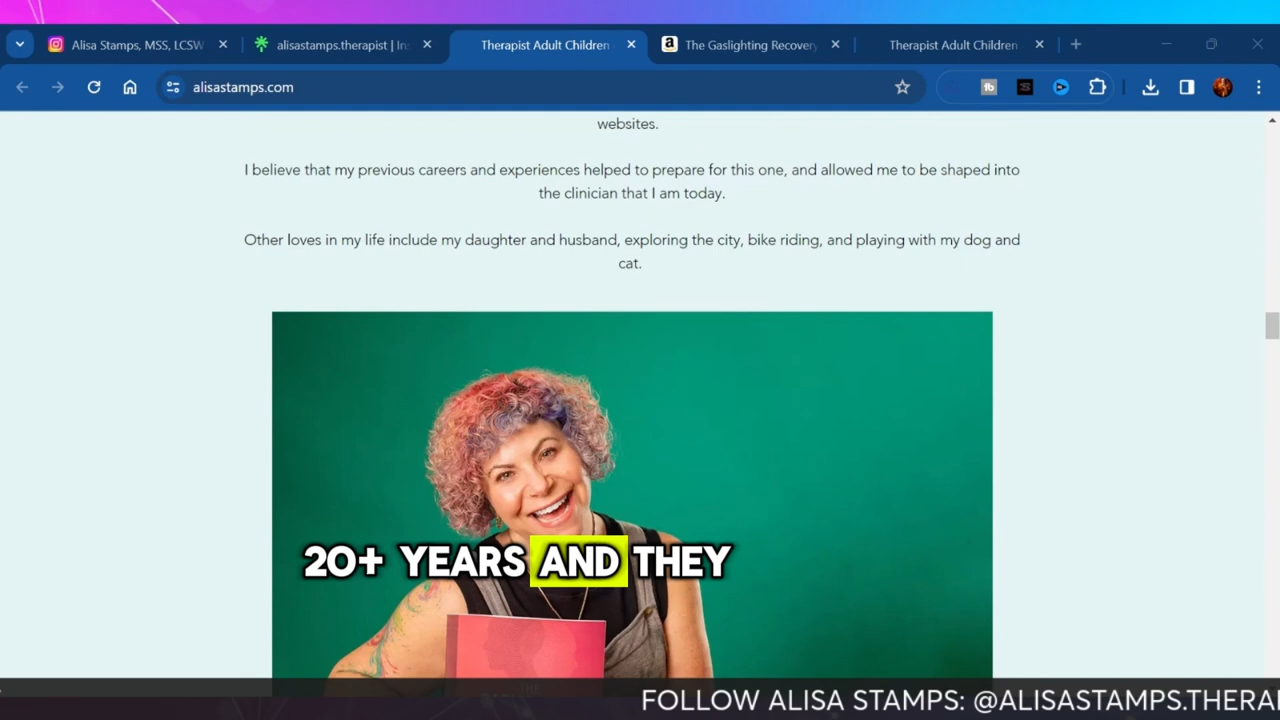 Alisa Stamps, MSS, LCSW
alisastamps.therapist | In
Therapist Adult Children
The Gaslighting Recovery
Therapist Adult Children
alisastamps.com
websites.
I believe that my previous careers and experiences helped to prepare for this one, and allowed me to be shaped into
the clinician that I am today.
Other loves in my life include my daughter and husband, exploring the city, bike riding, and playing with my dog and
cat.
20+ YEARS AND THEY
FOLLOW ALISA STAMPS: @ALISASTAMPS.THERA